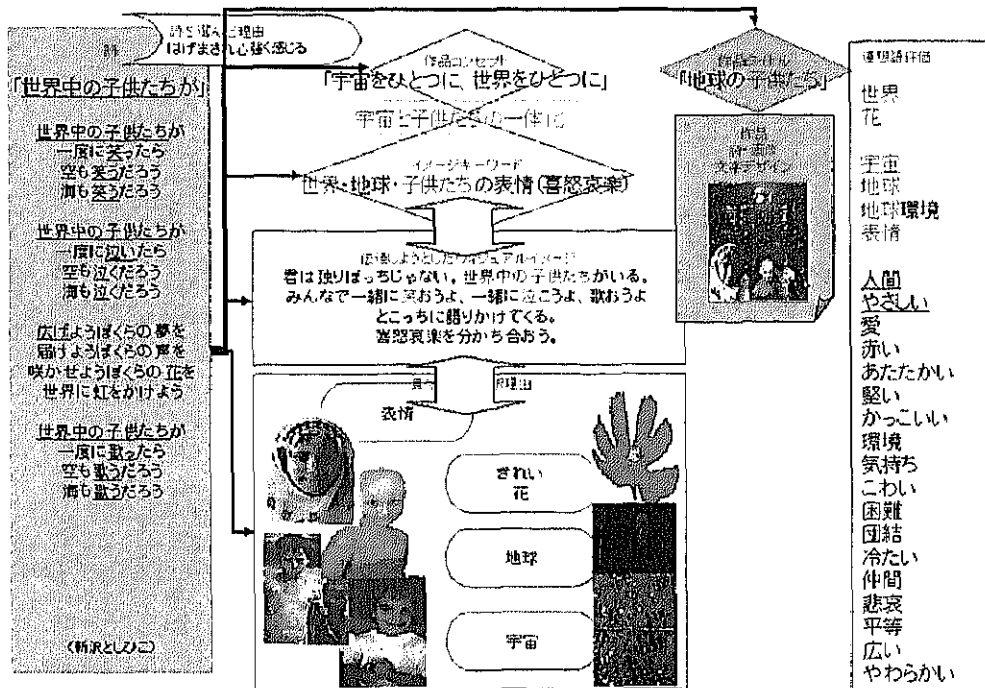 詩
「世界中の子供たちが」
世界中の子供たちが
一度に笑ったら
空も笑うだろう
海も笑うだろう
世界中の子供たちが
一度に泣いたら
空も泣くだろう
海も泣くだろう
広げようぼくらの夢を
届けようぼくらの声を
咲かせようぼくらの花を
世界に虹をかけよう
世界中の子供たちが
一度に歌ったら
空も歌うだろう
海も歌うだろう
(新沢としひこ)
詩を選んだ理由
はげまされ心強く感じる
作品コンセプト
「宇宙をひとつに、世界をひとつに」
宇宙と子供たちの一体化
イメージキーワード
世界・地球・子供たちの表情(喜怒哀楽)
君は独りぼっちじゃない。世界中の子供たちがいる。
みんなで一緒に笑おうよ、一緒に泣こうよ、歌おうよ
とこっちに語りかけてくる。
喜怒哀楽を分かち合おう。
表情
きれい
花
地球
宇宙
作品タイトル
「地球の子供たち」
作品
文字デザイン
連想語評価
世界
花
宇宙
地球
地球環境
表情
人間
やさしい
愛
赤い
あたたかい
堅い
かっこいい
環境
気持ち
こわい
困難
団結
冷たい
仲間
悲哀
平等
広い
やわらかい